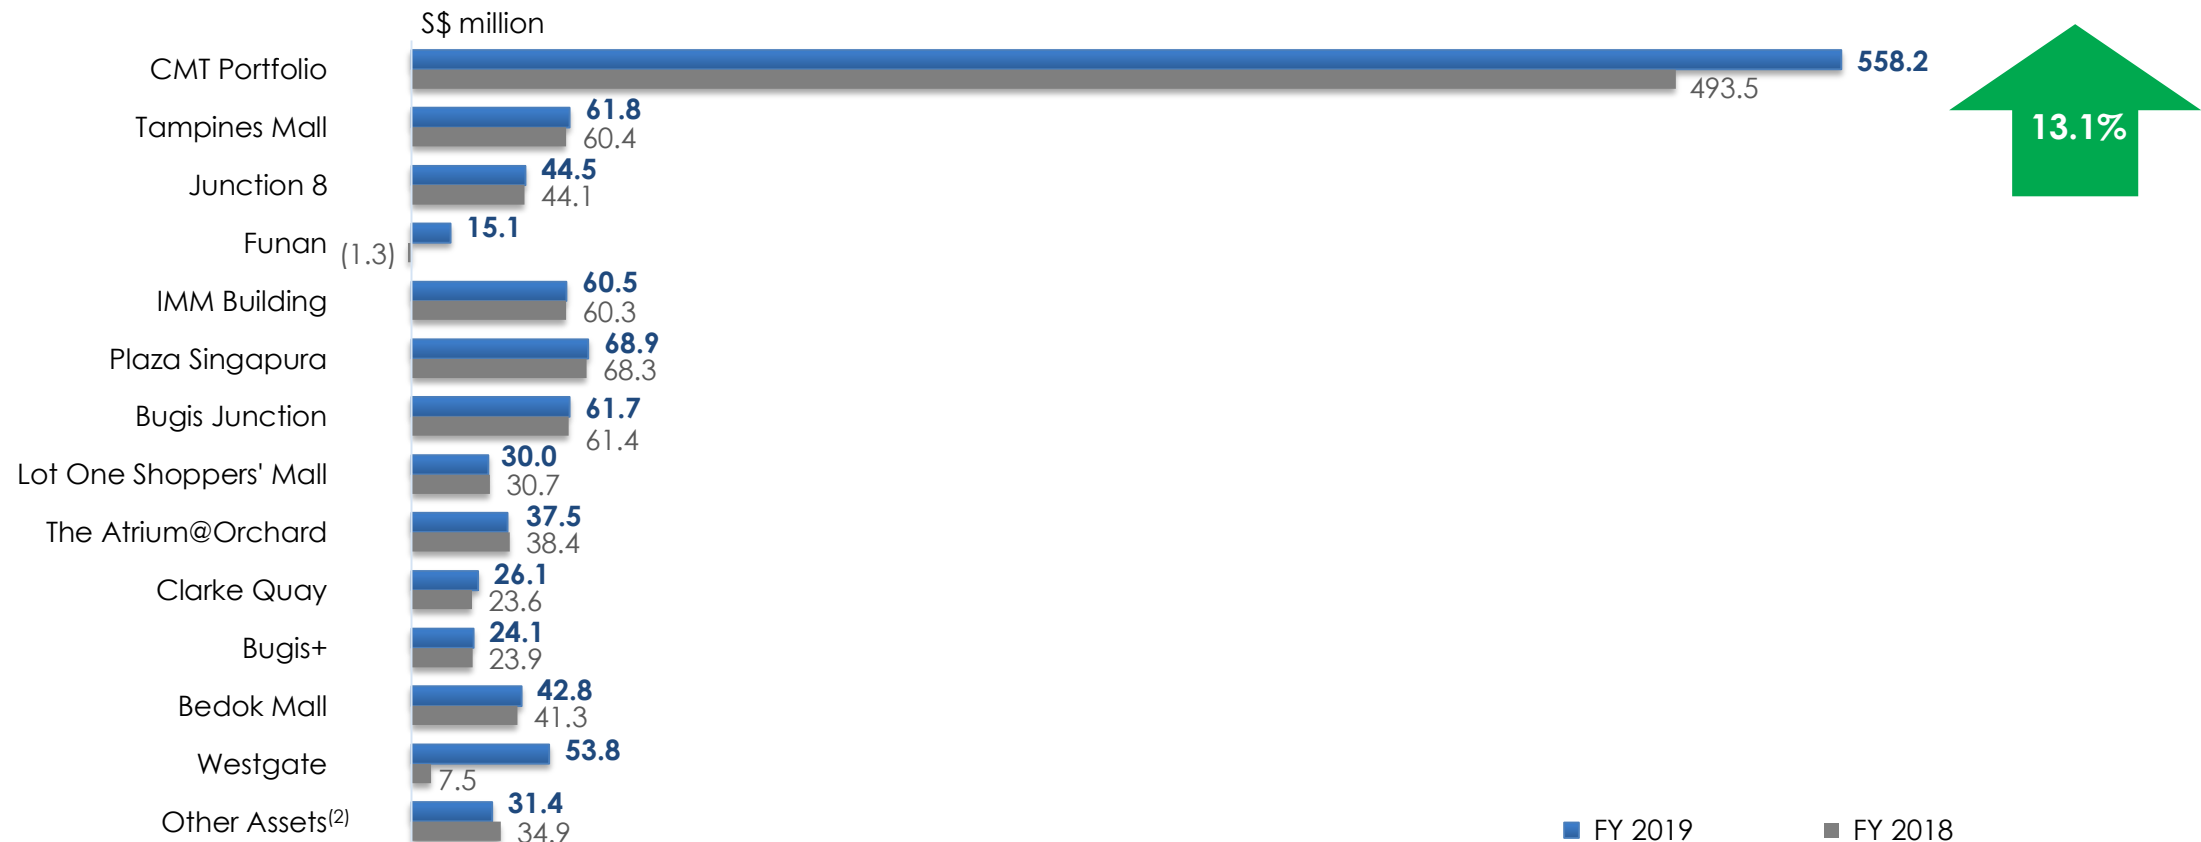 S$ million
CMT Portfolio
558.2
493.5
13.1%
Tampines Mall
61.8
60.4
Junction 8
44.5
44.1
Funan
15.1
(1.3)
IMM Building
60.5
60.3
Plaza Singapura
68.9
68.3
Bugis Junction
61.7
61.4
Lot One Shoppers' Mall
30.0
30.7
The Atrium@Orchard
37.5
38.4
Clarke Quay
26.1
23.6
Bugis+
24.1
23.9
Bedok Mall
42.8
41.3
Westgate
53.8
7.5
Other Assets(2)
31.4
34.9
FY 2019
FY 2018